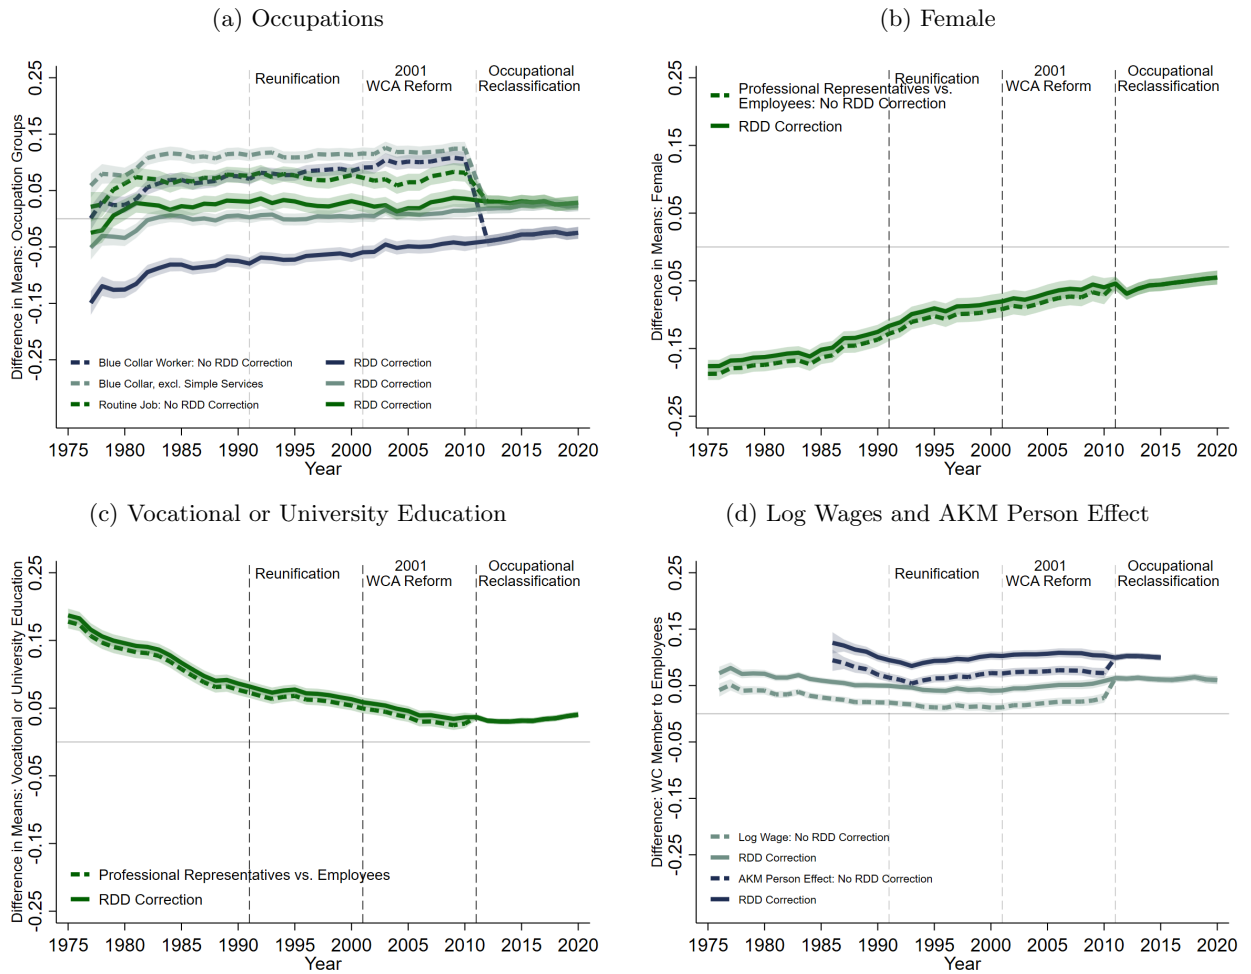 (a) Occupations
Difference in Means: Occupation Groups
0.25
0.15
0.05
-0.05
-0.15
-0.25
Reunification
2001
WCA Reform
Occupational
Reclassification
Blue Collar Worker: No RDD Correction
RDD Correction
Blue Collar, excl. Simple Services
RDD Correction
Routine Job: No RDD Correction
RDD Correction
1975 1980 1985 1990 1995 2000 2005 2010 2015 2020
Year
(b) Female
Difference in Means: Female
0.25
0.15
0.05
-0.05
-0.15
-0.25
Reunification
2001
WCA Reform
Occupational
Reclassification
Professional Representatives vs.
Employees: No RDD Correction
RDD Correction
1975 1980 1985 1990 1995 2000 2005 2010 2015 2020
Year
(c) Vocational or University Education
Difference in Means: Vocational or University Education
0.25
0.15
0.05
-0.05
-0.15
-0.25
Reunification
2001
WCA Reform
Occupational
Reclassification
Professional Representatives vs. Employees
RDD Correction
1975 1980 1985 1990 1995 2000 2005 2010 2015 2020
Year
(d) Log Wages and AKM Person Effect
Difference: WC Member to Employees
0.25
0.15
0.05
-0.05
-0.15
-0.25
Reunification
2001
WCA Reform
Occupational
Reclassification
Log Wage: No RDD Correction
RDD Correction
AKM Person Effect: No RDD Correction
RDD Correction
1975 1980 1985 1990 1995 2000 2005 2010 2015 2020
Year